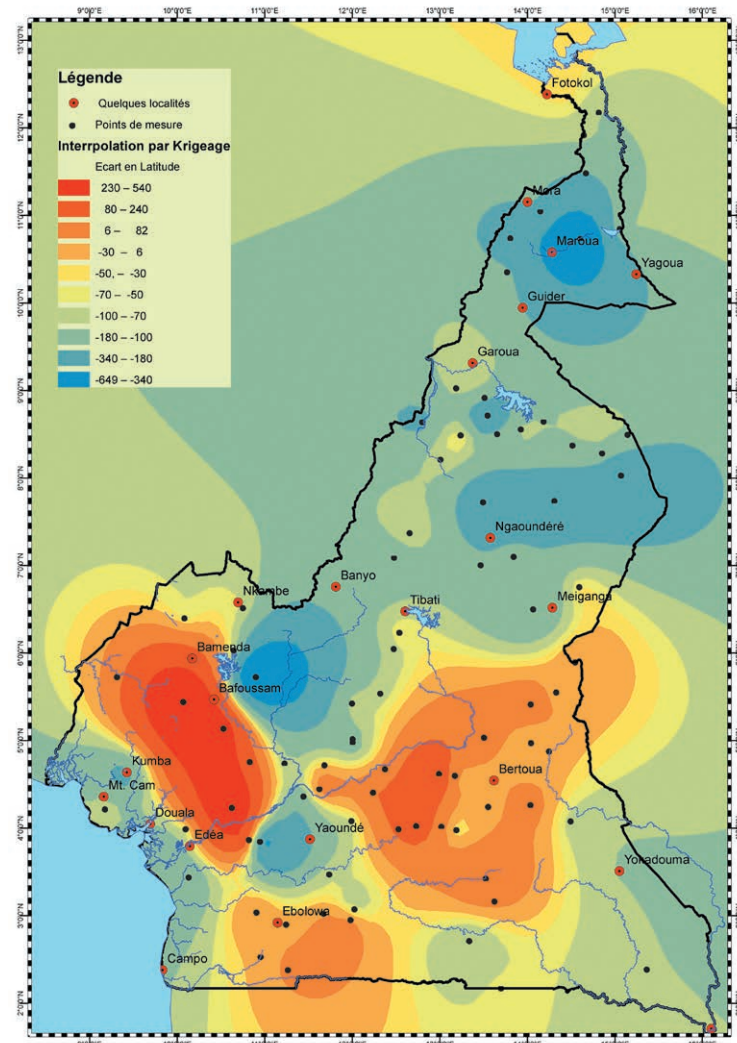 9°0'0"E 10°0'0"E 11°0'0"E 12°0'0"E 13°0'0"E 14°0'0"E 15°0'0"E 16°0'0"E
13°0'0"N
12°0'0"N
11°0'0"N
10°0'0"N
9°0'0"N
8°0'0"N
7°0'0"N
6°0'0"N
5°0'0"N
4°0'0"N
3°0'0"N
2°0'0"N
Légende
Quelques localités
Points de mesure
Interrpolation par Krigeage
Ecart en Latitude
230 – 540
80 – 240
6 – 82
-30 – 6
-50, – -30
-70 – -50
-100 – -70
-180 – -100
-340 – -180
-649 – -340
Fotokol
Mora
Maroua
Yagoua
Guider
Garoua
Ngaoundéré
Banyo
Nkambe
Tibati
Meiganga
Bamenda
Bafoussam
Kumba
Mt. Cam
Bertoua
Douala
Edéa
Yaoundé
Yokadouma
Ebolowa
Campo